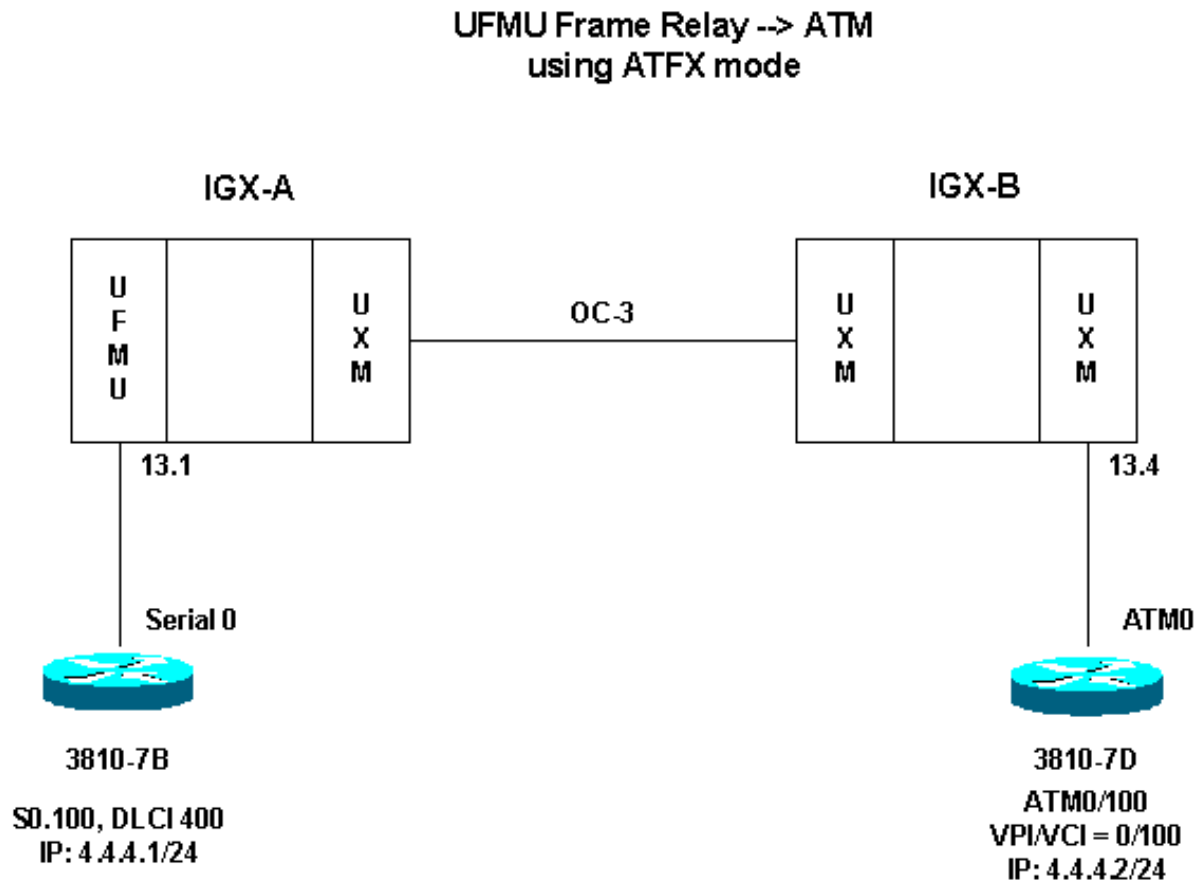 UFMU Frame Relay --> ATM
using ATFX mode
IGX-A
IGX-B
U
F
M
U
U
X
M
OC-3
U
X
M
U
X
M
13.1
13.4
Serial 0
ATM0
3810-7B
3810-7D
S0.100, DLCI 400
IP: 4.4.4.1/24
ATM0/100
VPI/VCI = 0/100
IP: 4.4.4.2/24